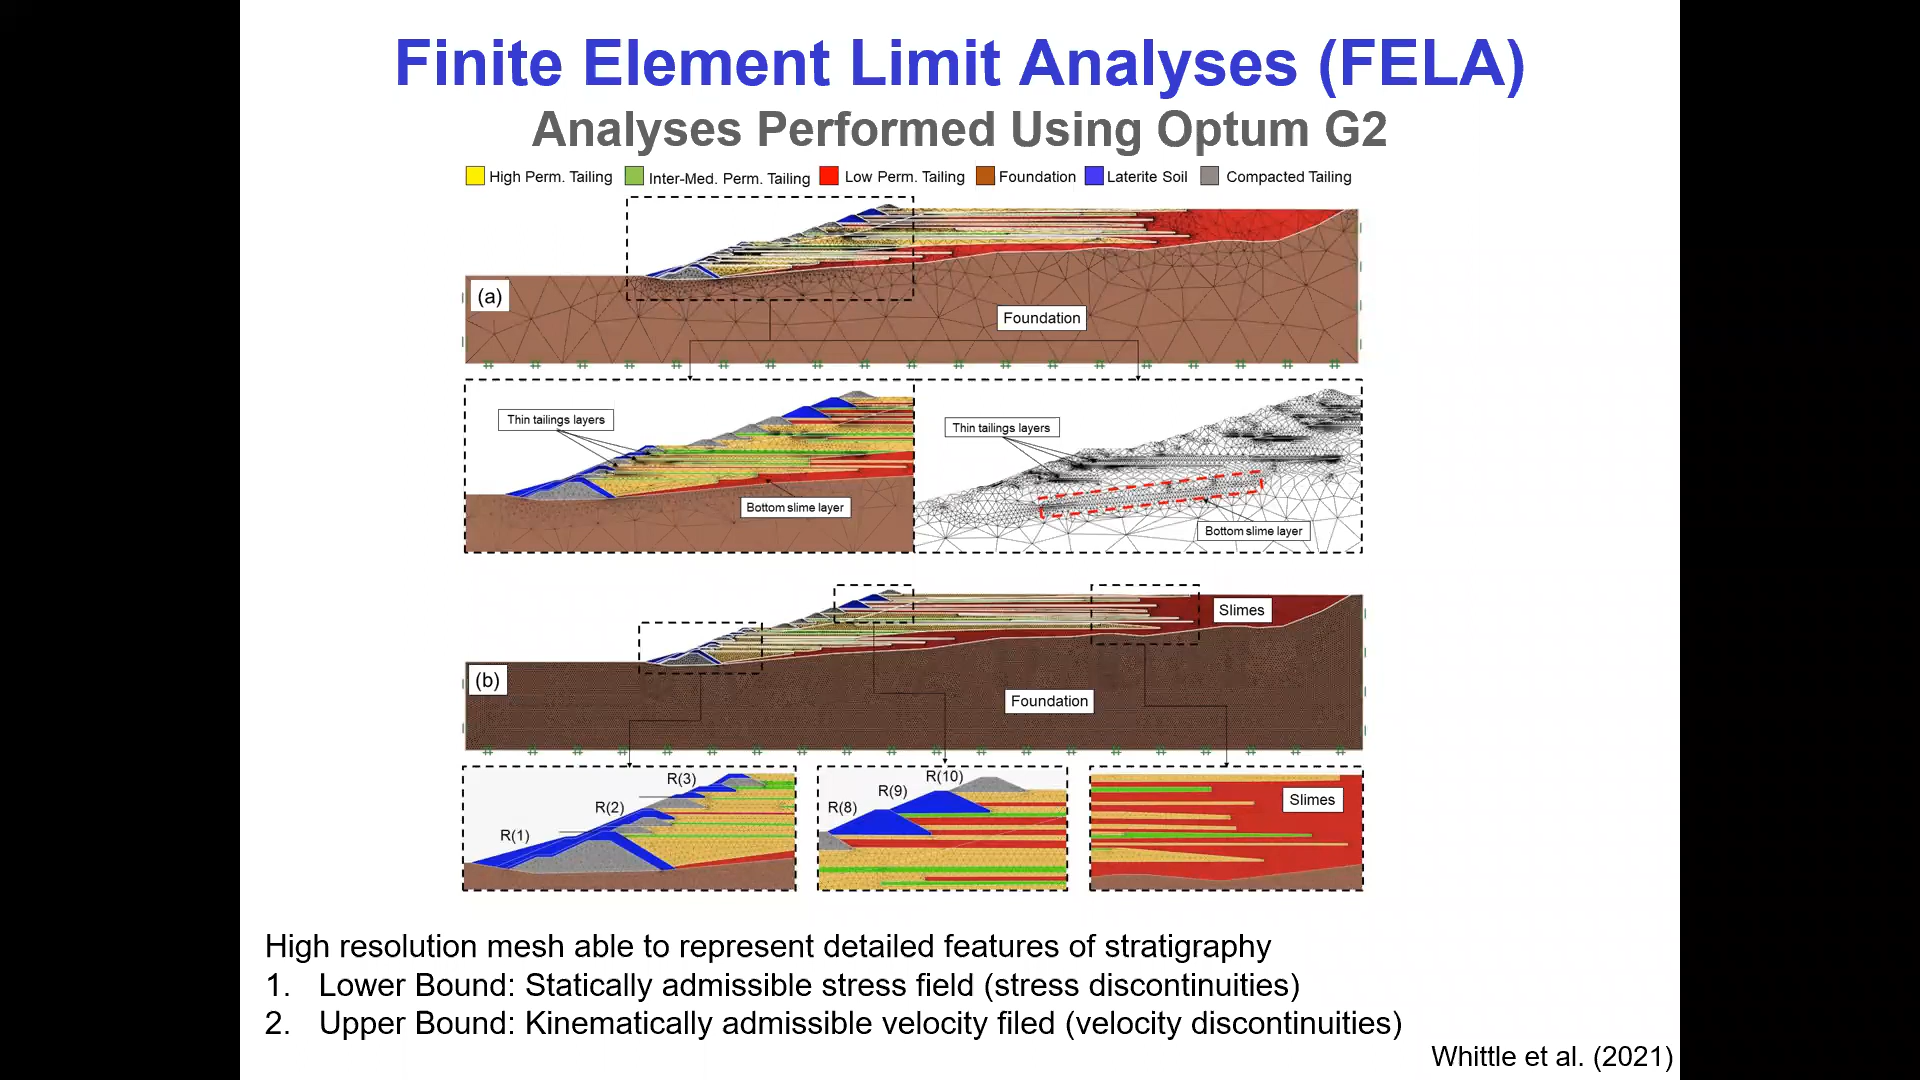 Finite Element Limit Analyses (FELA)
Analyses Performed Using Optum G2
High Perm. Tailing Inter-Med. Perm. Tailing Low Perm. Tailing Foundation Laterite Soil Compacted Tailing
(a)
Foundation
Thin tailings layers
Thin tailings layers
Bottom slime layer
Bottom slime layer
Slimes
(b)
Foundation
R(3)
R(2)
R(1)
R(10)
R(9)
R(8)
Slimes
High resolution mesh able to represent detailed features of stratigraphy
1. Lower Bound: Statically admissible stress field (stress discontinuities)
2. Upper Bound: Kinematically admissible velocity filed (velocity discontinuities)
Whittle et al. (2021)